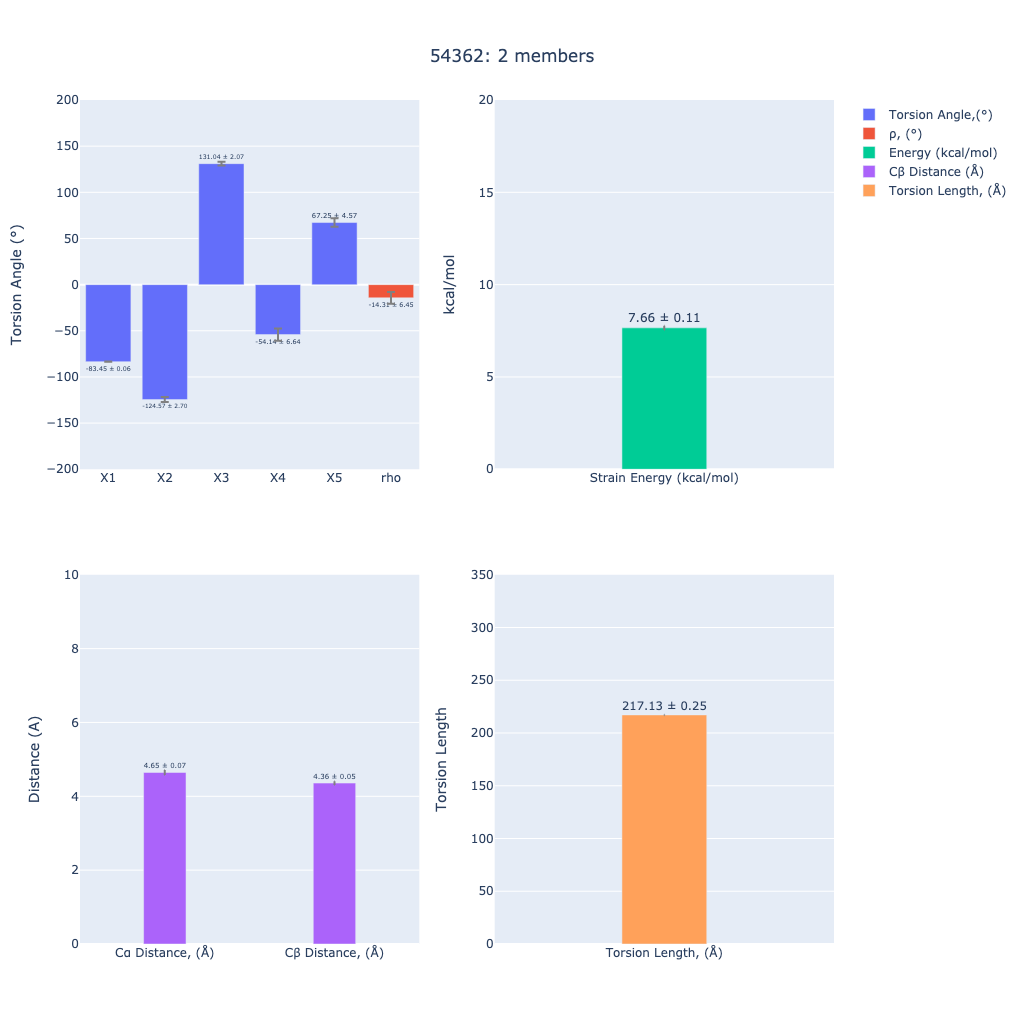 54362: 2 members
Torsion Angle (°)
200
150
100
50
0
−50
−100
−150
−200
-83.45 ± 0.06
-124.57 ± 2.70
131.04 ± 2.07
-54.14 ± 6.64
67.25 ± 4.57
-14.31 ± 6.45
X1 X2 X3 X4 X5 rho
kcal/mol
20
15
10
5
0
7.66 ± 0.11
Strain Energy (kcal/mol)
Torsion Angle,(°)
ρ, (°)
Energy (kcal/mol)
Cβ Distance (Å)
Torsion Length, (Å)
Distance (A)
10
8
6
4
2
0
4.65 ± 0.07
4.36 ± 0.05
Cα Distance, (Å) Cβ Distance, (Å)
Torsion Length
350
300
250
200
150
100
50
0
217.13 ± 0.25
Torsion Length, (Å)